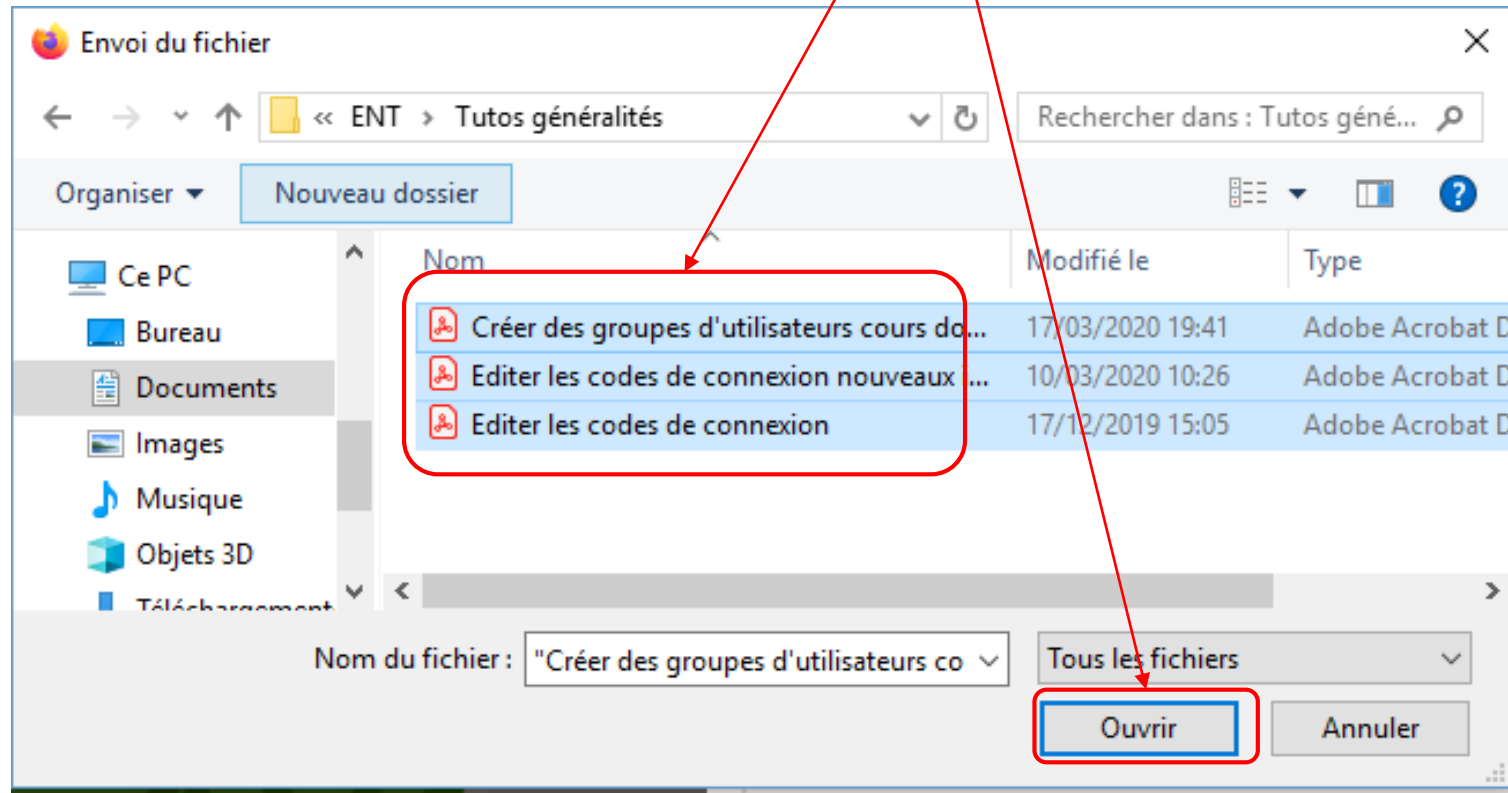 Envoi du fichier
« ENT > Tutos généralités
Rechercher dans : Tutos géné...
Organiser
Nouveau dossier
Ce PC
Bureau
Documents
Images
Musique
Objets 3D
Téléchargement
Nom Modifié le Type
Créer des groupes d'utilisateurs cours do... 17/03/2020 19:41 Adobe Acrobat D
Editer les codes de connexion nouveaux ... 10/03/2020 10:26 Adobe Acrobat D
Editer les codes de connexion 17/12/2019 15:05 Adobe Acrobat D
Nom du fichier : "Créer des groupes d'utilisateurs co
Tous les fichiers
Ouvrir Annuler